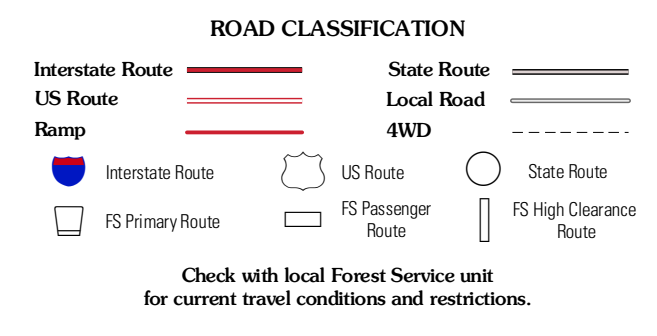 ROAD CLASSIFICATION
Interstate Route
State Route
US Route
Local Road
Ramp
4WD
Interstate Route
US Route
State Route
FS Primary Route
FS Passenger
Route
FS High Clearance
Route
Check with local Forest Service unit
for current travel conditions and restrictions.